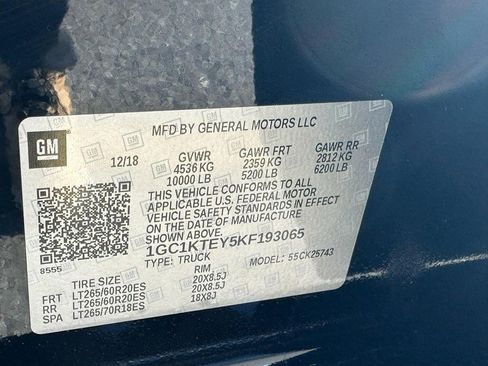 MFD BY GENERAL MOTORS LLC
GM
12/18 GVWR GAWR FRT GAWR RR
4536 KG 2359 KG 2812 KG
10000 LB 5200 LB 6200 LB
THIS VEHICLE CONFORMS TO ALL
APPLICABLE U.S. FEDERAL MOTOR
VEHICLE SAFETY STANDARDS IN EFFECT
ON THE DATE OF MANUFACTURE
1GC1KTEY5KF193065
8555
TYPE: TRUCK MODEL: 55CK25743
TIRE SIZE RIM
FRT LT265/60R20ES 20X8.5J
RR LT265/60R20ES 20X8.5J
SPA LT265/70R18ES 18X8J